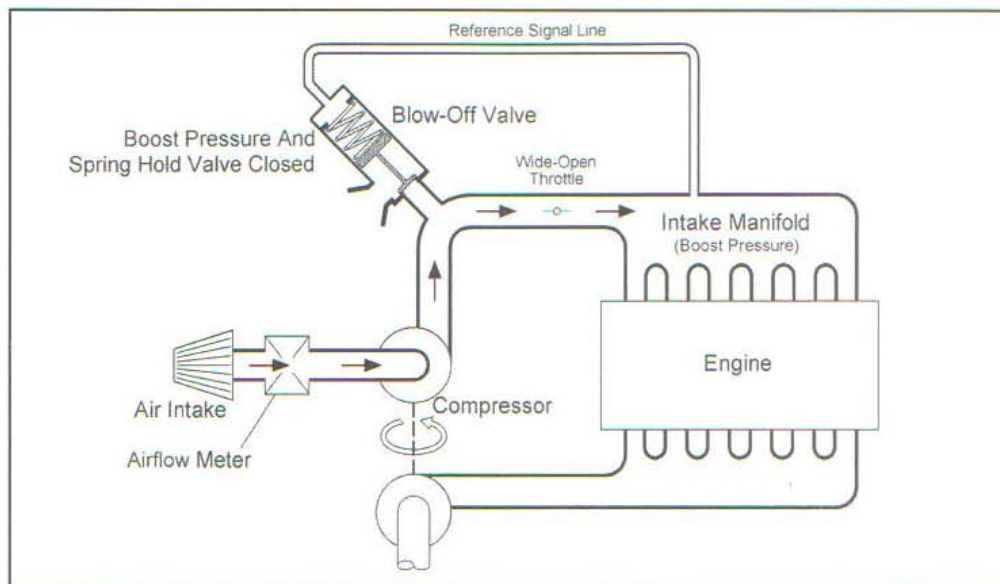 Reference Signal Line
Blow-Off Valve
Boost Pressure And
Spring Hold Valve Closed
Wide-Open
Throttle
Intake Manifold
(Boost Pressure)
Engine
Air Intake
Compressor
Airflow Meter